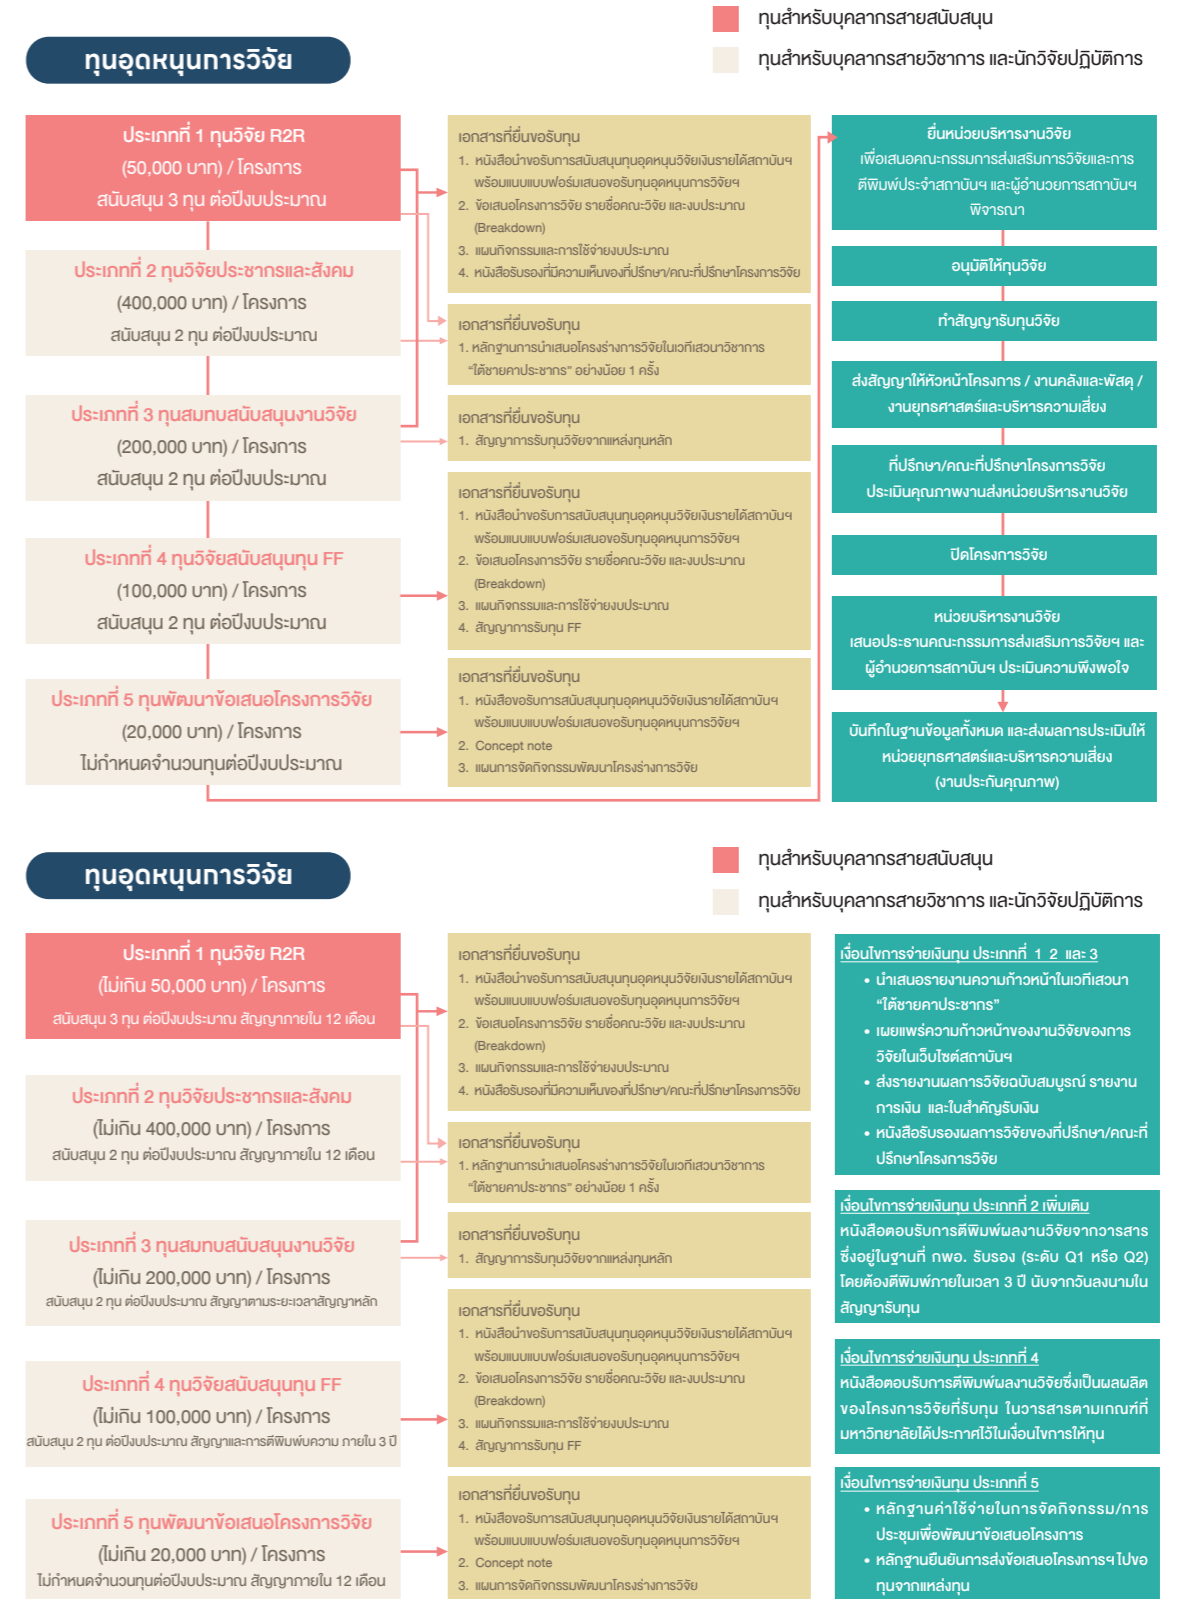 ทุนสำหรับบุคลากรสายสนับสนุน
ทุนสำหรับบุคลากรสายวิชาการ และนักวิจัยปฏิบัติการ
ทุนอุดหนุนการวิจัย
ประเภทที่ 1 ทุนวิจัย R2R
(50,000 บาท) / โครงการ
สนับสนุน 3 ทุน ต่อปีงบประมาณ
ประเภทที่ 2 ทุนวิจัยประชากรและสังคม
(400,000 บาท) / โครงการ
สนับสนุน 2 ทุน ต่อปีงบประมาณ
ประเภทที่ 3 ทุนสมทบสนับสนุนงานวิจัย
(200,000 บาท) / โครงการ
สนับสนุน 2 ทุน ต่อปีงบประมาณ
ประเภทที่ 4 ทุนวิจัยสนับสนุนทุน FF
(100,000 บาท) / โครงการ
สนับสนุน 2 ทุน ต่อปีงบประมาณ
ประเภทที่ 5 ทุนพัฒนาข้อเสนอโครงการวิจัย
(20,000 บาท) / โครงการ
ไม่กำหนดจำนวนทุนต่อปีงบประมาณ
เอกสารที่ยื่นขอรับทุน
1. หนังสือนำขอรับการสนับสนุนทุนอุดหนุนวิจัยเงินรายได้สถาบันฯ
พร้อมแนบแบบฟอร์มเสนอขอรับทุนอุดหนุนการวิจัยฯ
2. ข้อเสนอโครงการวิจัย รายชื่อคณะวิจัย และงบประมาณ
(Breakdown)
3. แผนกิจกรรมและการใช้จ่ายงบประมาณ
4. หนังสือรับรองที่มีความเห็นของที่ปรึกษา/คณะที่ปรึกษาโครงการวิจัย
เอกสารที่ยื่นขอรับทุน
1. หลักฐานการนำเสนอโครงร่างการวิจัยในเวทีเสวนาวิชาการ
“ใต้ชายคาประชากร” อย่างน้อย 1 ครั้ง
เอกสารที่ยื่นขอรับทุน
1. สัญญาการรับทุนวิจัยจากแหล่งทุนหลัก
เอกสารที่ยื่นขอรับทุน
1. หนังสือนำขอรับการสนับสนุนทุนอุดหนุนวิจัยเงินรายได้สถาบันฯ
พร้อมแนบแบบฟอร์มเสนอขอรับทุนอุดหนุนการวิจัยฯ
2. ข้อเสนอโครงการวิจัย รายชื่อคณะวิจัย และงบประมาณ
(Breakdown)
3. แผนกิจกรรมและการใช้จ่ายงบประมาณ
4. สัญญาการรับทุน FF
เอกสารที่ยื่นขอรับทุน
1. หนังสือขอรับการสนับสนุนทุนอุดหนุนวิจัยเงินรายได้สถาบันฯ
พร้อมแนบแบบฟอร์มเสนอขอรับทุนอุดหนุนการวิจัยฯ
2. Concept note
3. แผนการจัดกิจกรรมพัฒนาโครงร่างการวิจัย
ยื่นหน่วยบริหารงานวิจัย
เพื่อเสนอคณะกรรมการส่งเสริมการวิจัยและการ
ตีพิมพ์ประจำสถาบันฯ และผู้อำนวยการสถาบันฯ
พิจารณา
อนุมัติให้ทุนวิจัย
ทำสัญญารับทุนวิจัย
ส่งสัญญาให้หัวหน้าโครงการ / งานคลังและพัสดุ /
งานยุทธศาสตร์และบริหารความเสี่ยง
ที่ปรึกษา/คณะที่ปรึกษาโครงการวิจัย
ประเมินคุณภาพงานส่งหน่วยบริหารงานวิจัย
ปิดโครงการวิจัย
หน่วยบริหารงานวิจัย
เสนอประธานคณะกรรมการส่งเสริมการวิจัยฯ และ
ผู้อำนวยการสถาบันฯ ประเมินความพึงพอใจ
บันทึกในฐานข้อมูลทั้งหมด และส่งผลการประเมินให้
หน่วยยุทธศาสตร์และบริหารความเสี่ยง
(งานประกันคุณภาพ)
ทุนสำหรับบุคลากรสายสนับสนุน
ทุนสำหรับบุคลากรสายวิชาการ และนักวิจัยปฏิบัติการ
ทุนอุดหนุนการวิจัย
ประเภทที่ 1 ทุนวิจัย R2R
(ไม่เกิน 50,000 บาท) / โครงการ
สนับสนุน 3 ทุน ต่อปีงบประมาณ สัญญาภายใน 12 เดือน
ประเภทที่ 2 ทุนวิจัยประชากรและสังคม
(ไม่เกิน 400,000 บาท) / โครงการ
สนับสนุน 2 ทุน ต่อปีงบประมาณ สัญญาภายใน 12 เดือน
ประเภทที่ 3 ทุนสมทบสนับสนุนงานวิจัย
(ไม่เกิน 200,000 บาท) / โครงการ
สนับสนุน 2 ทุน ต่อปีงบประมาณ สัญญาตามระยะเวลาสัญญาหลัก
ประเภทที่ 4 ทุนวิจัยสนับสนุนทุน FF
(ไม่เกิน 100,000 บาท) / โครงการ
สนับสนุน 2 ทุน ต่อปีงบประมาณ สัญญาและการตีพิมพ์บความ ภายใน 3 ปี
ประเภทที่ 5 ทุนพัฒนาข้อเสนอโครงการวิจัย
(ไม่เกิน 20,000 บาท) / โครงการ
ไม่กำหนดจำนวนทุนต่อปีงบประมาณ สัญญาภายใน 12 เดือน
เอกสารที่ยื่นขอรับทุน
1. หนังสือนำขอรับการสนับสนุนทุนอุดหนุนวิจัยเงินรายได้สถาบันฯ
พร้อมแนบแบบฟอร์มเสนอขอรับทุนอุดหนุนการวิจัยฯ
2. ข้อเสนอโครงการวิจัย รายชื่อคณะวิจัย และงบประมาณ
(Breakdown)
3. แผนกิจกรรมและการใช้จ่ายงบประมาณ
4. หนังสือรับรองที่มีความเห็นของที่ปรึกษา/คณะที่ปรึกษาโครงการวิจัย
เอกสารที่ยื่นขอรับทุน
1. หลักฐานการนำเสนอโครงร่างการวิจัยในเวทีเสวนาวิชาการ
“ใต้ชายคาประชากร” อย่างน้อย 1 ครั้ง
เอกสารที่ยื่นขอรับทุน
1. สัญญาการรับทุนวิจัยจากแหล่งทุนหลัก
เอกสารที่ยื่นขอรับทุน
1. หนังสือนำขอรับการสนับสนุนทุนอุดหนุนวิจัยเงินรายได้สถาบันฯ
พร้อมแนบแบบฟอร์มเสนอขอรับทุนอุดหนุนการวิจัยฯ
2. ข้อเสนอโครงการวิจัย รายชื่อคณะวิจัย และงบประมาณ
(Breakdown)
3. แผนกิจกรรมและการใช้จ่ายงบประมาณ
4. สัญญาการรับทุน FF
เอกสารที่ยื่นขอรับทุน
1. หนังสือขอรับการสนับสนุนทุนอุดหนุนวิจัยเงินรายได้สถาบันฯ
พร้อมแนบแบบฟอร์มเสนอขอรับทุนอุดหนุนการวิจัยฯ
2. Concept note
3. แผนการจัดกิจกรรมพัฒนาโครงร่างการวิจัย
เงื่อนไขการจ่ายเงินทุน ประเภทที่ 1 2 และ 3
• นำเสนอรายงานความก้าวหน้าในเวทีเสวนา
“ใต้ชายคาประชากร”
• เผยแพร่ความก้าวหน้าของงานวิจัยของการ
วิจัยในเว็บไซต์สถาบันฯ
• ส่งรายงานผลการวิจัยฉบับสมบูรณ์ รายงาน
การเงิน และใบสำคัญรับเงิน
• หนังสือรับรองผลการวิจัยของที่ปรึกษา/คณะที่
ปรึกษาโครงการวิจัย
เงื่อนไขการจ่ายเงินทุน ประเภทที่ 2 เพิ่มเติม
หนังสือตอบรับการตีพิมพ์ผลงานวิจัยจากวารสาร
ซึ่งอยู่ในฐานที่ กพอ. รับรอง (ระดับ Q1 หรือ Q2)
โดยต้องตีพิมพ์ภายในเวลา 3 ปี นับจากวันลงนามใน
สัญญารับทุน
เงื่อนไขการจ่ายเงินทุน ประเภทที่ 4
หนังสือตอบรับการตีพิมพ์ผลงานวิจัยซึ่งเป็นผลผลิต
ของโครงการวิจัยที่รับทุน ในวารสารตามเกณฑ์ที่
มหาวิทยาลัยได้ประกาศไว้ในเงื่อนไขการให้ทุน
เงื่อนไขการจ่ายเงินทุน ประเภทที่ 5
• หลักฐานค่าใช้จ่ายในการจัดกิจกรรม/การ
ประชุมเพื่อพัฒนาข้อเสนอโครงการ
• หลักฐานยืนยันการส่งข้อเสนอโครงการฯ ไปขอ
ทุนจากแหล่งทุน